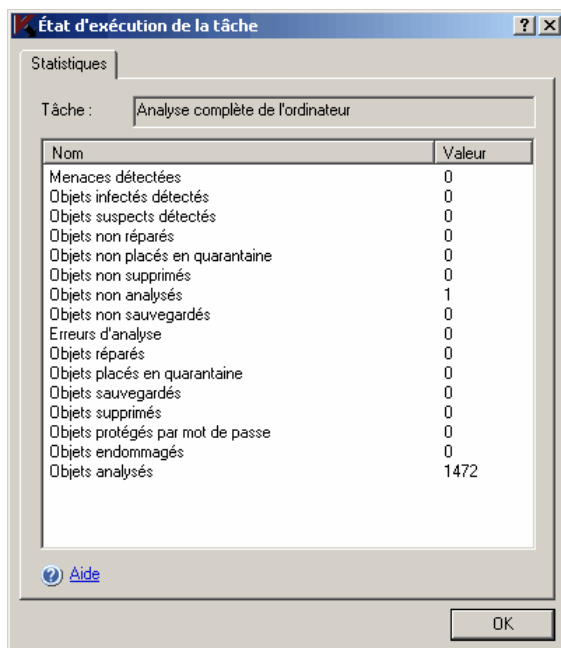 État d'exécution de la tâche
Statistiques
Tâche : Analyse complète de l'ordinateur
Nom Valeur
Menaces détectées 0
Objets infectés détectés 0
Objets suspects détectés 0
Objets non réparés 0
Objets non placés en quarantaine 0
Objets non supprimés 0
Objets non analysés 1
Objets non sauvegardés 0
Erreurs d'analyse 0
Objets réparés 0
Objets placés en quarantaine 0
Objets sauvegardés 0
Objets supprimés 0
Objets protégés par mot de passe 0
Objets endommagés 0
Objets analysés 1472
Aide
OK